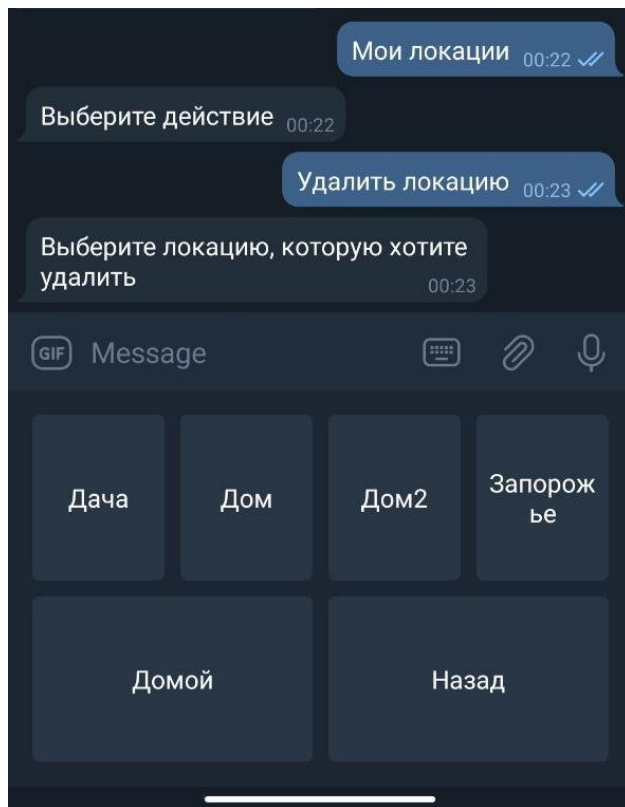 Мои локации 00:22
Выберите действие 00:22
Удалить локацию 00:23
Выберите локацию, которую хотите
удалить 00:23
GIF Message
Дача Дом Дом2 Запорож
ье
Домой Назад